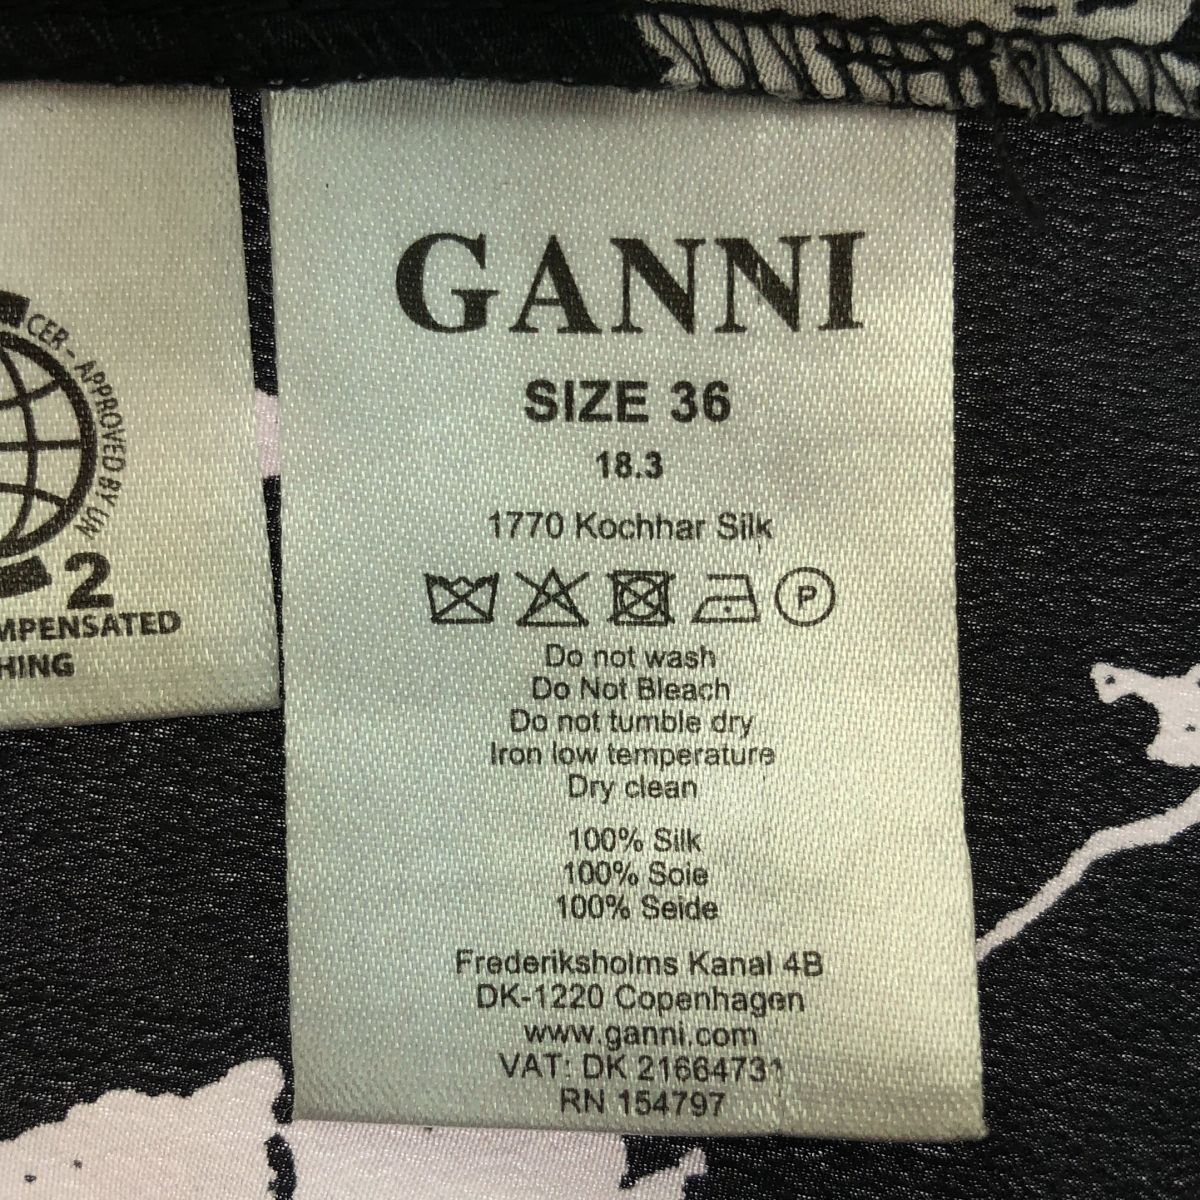 GANNI
SIZE 36
18.3
1770 Kochhar Silk
P
Do not wash
Do Not Bleach
Do not tumble dry
Iron low temperature
Dry clean
100% Silk
100% Soie
100% Seide
Frederiksholms Kanal 4B
DK-1220 Copenhagen
www.ganni.com
VAT: DK 21664731
RN 154797
CER - APPROVED BY UN
2
MPENSATED
HING